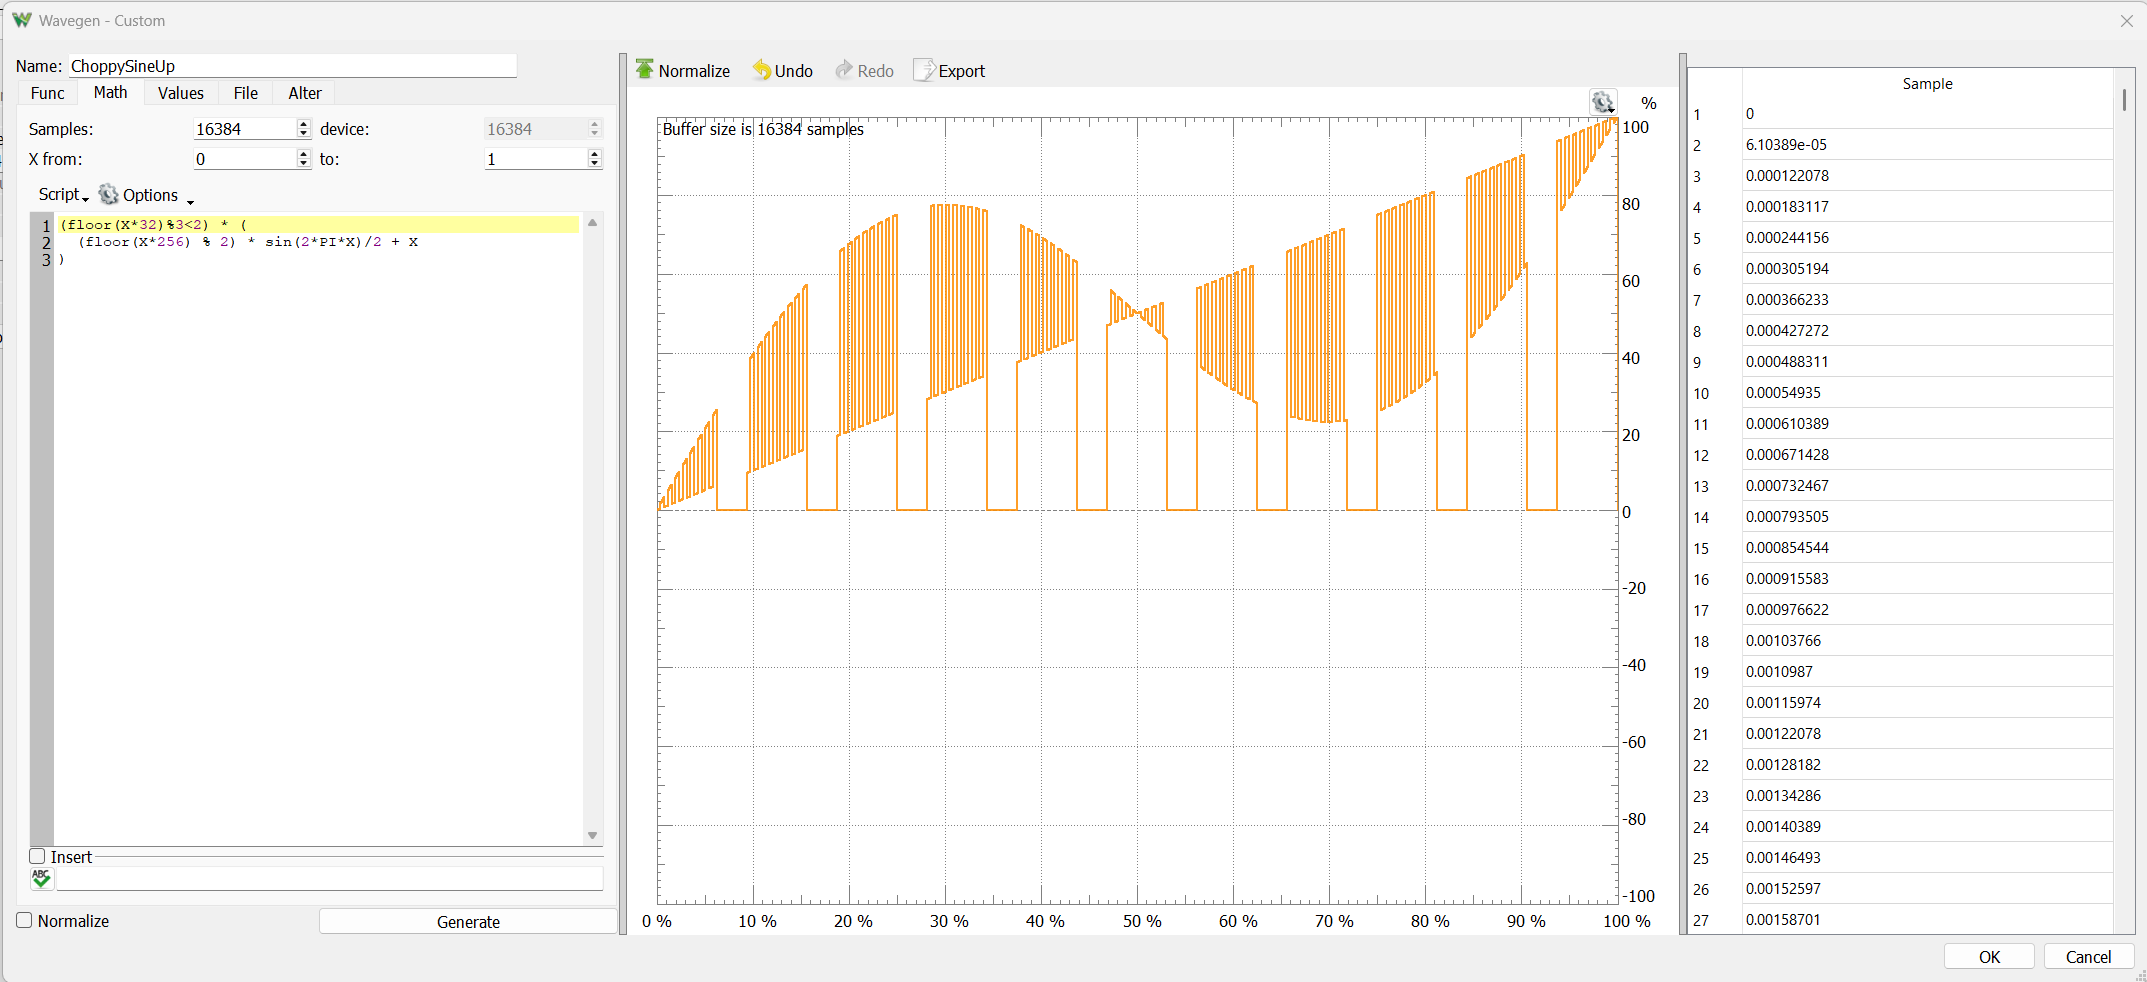 Wavegen - Custom
Name: ChoppySineUp
Func Math Values File Alter
Samples: 16384 device: 16384
X from: 0 to: 1
Script Options
1 (floor(X*32)%3<2) * (
2 (floor(X*256) % 2) * sin(2*PI*X)/2 + X
3 )
Insert
ABC
Normalize Generate
Normalize Undo Redo Export
%
Buffer size is 16384 samples
100
80
60
40
20
0
-20
-40
-60
-80
-100
0 % 10 % 20 % 30 % 40 % 50 % 60 % 70 % 80 % 90 % 100 %
Sample
1 0
2 6.10389e-05
3 0.000122078
4 0.000183117
5 0.000244156
6 0.000305194
7 0.000366233
8 0.000427272
9 0.000488311
10 0.00054935
11 0.000610389
12 0.000671428
13 0.000732467
14 0.000793505
15 0.000854544
16 0.000915583
17 0.000976622
18 0.00103766
19 0.0010987
20 0.00115974
21 0.00122078
22 0.00128182
23 0.00134286
24 0.00140389
25 0.00146493
26 0.00152597
27 0.00158701
OK Cancel